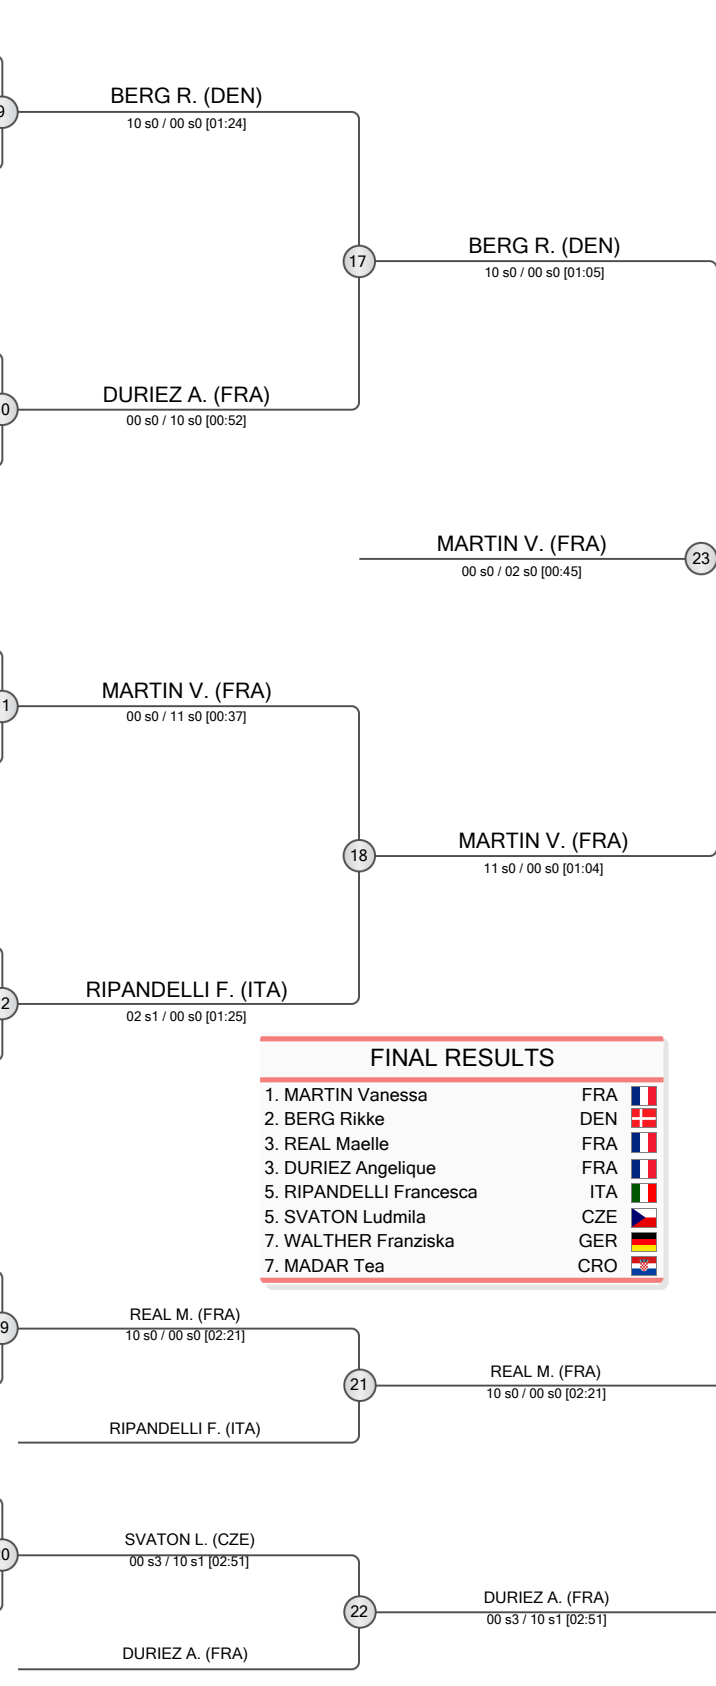 BERG R. (DEN)
9
10 s0 / 00 s0 [01:24]
BERG R. (DEN)
17
10 s0 / 00 s0 [01:05]
DURIEZ A. (FRA)
0
00 s0 / 10 s0 [00:52]
MARTIN V. (FRA)
23
00 s0 / 02 s0 [00:45]
MARTIN V. (FRA)
1
00 s0 / 11 s0 [00:37]
MARTIN V. (FRA)
18
11 s0 / 00 s0 [01:04]
RIPANDELLI F. (ITA)
2
02 s1 / 00 s0 [01:25]
FINAL RESULTS
1. MARTIN Vanessa FRA
2. BERG Rikke DEN
3. REAL Maelle FRA
3. DURIEZ Angelique FRA
5. RIPANDELLI Francesca ITA
5. SVATON Ludmila CZE
7. WALTHER Franziska GER
7. MADAR Tea CRO
REAL M. (FRA)
9
10 s0 / 00 s0 [02:21]
REAL M. (FRA)
21
10 s0 / 00 s0 [02:21]
RIPANDELLI F. (ITA)
SVATON L. (CZE)
20
00 s3 / 10 s1 [02:51]
DURIEZ A. (FRA)
22
00 s3 / 10 s1 [02:51]
DURIEZ A. (FRA)